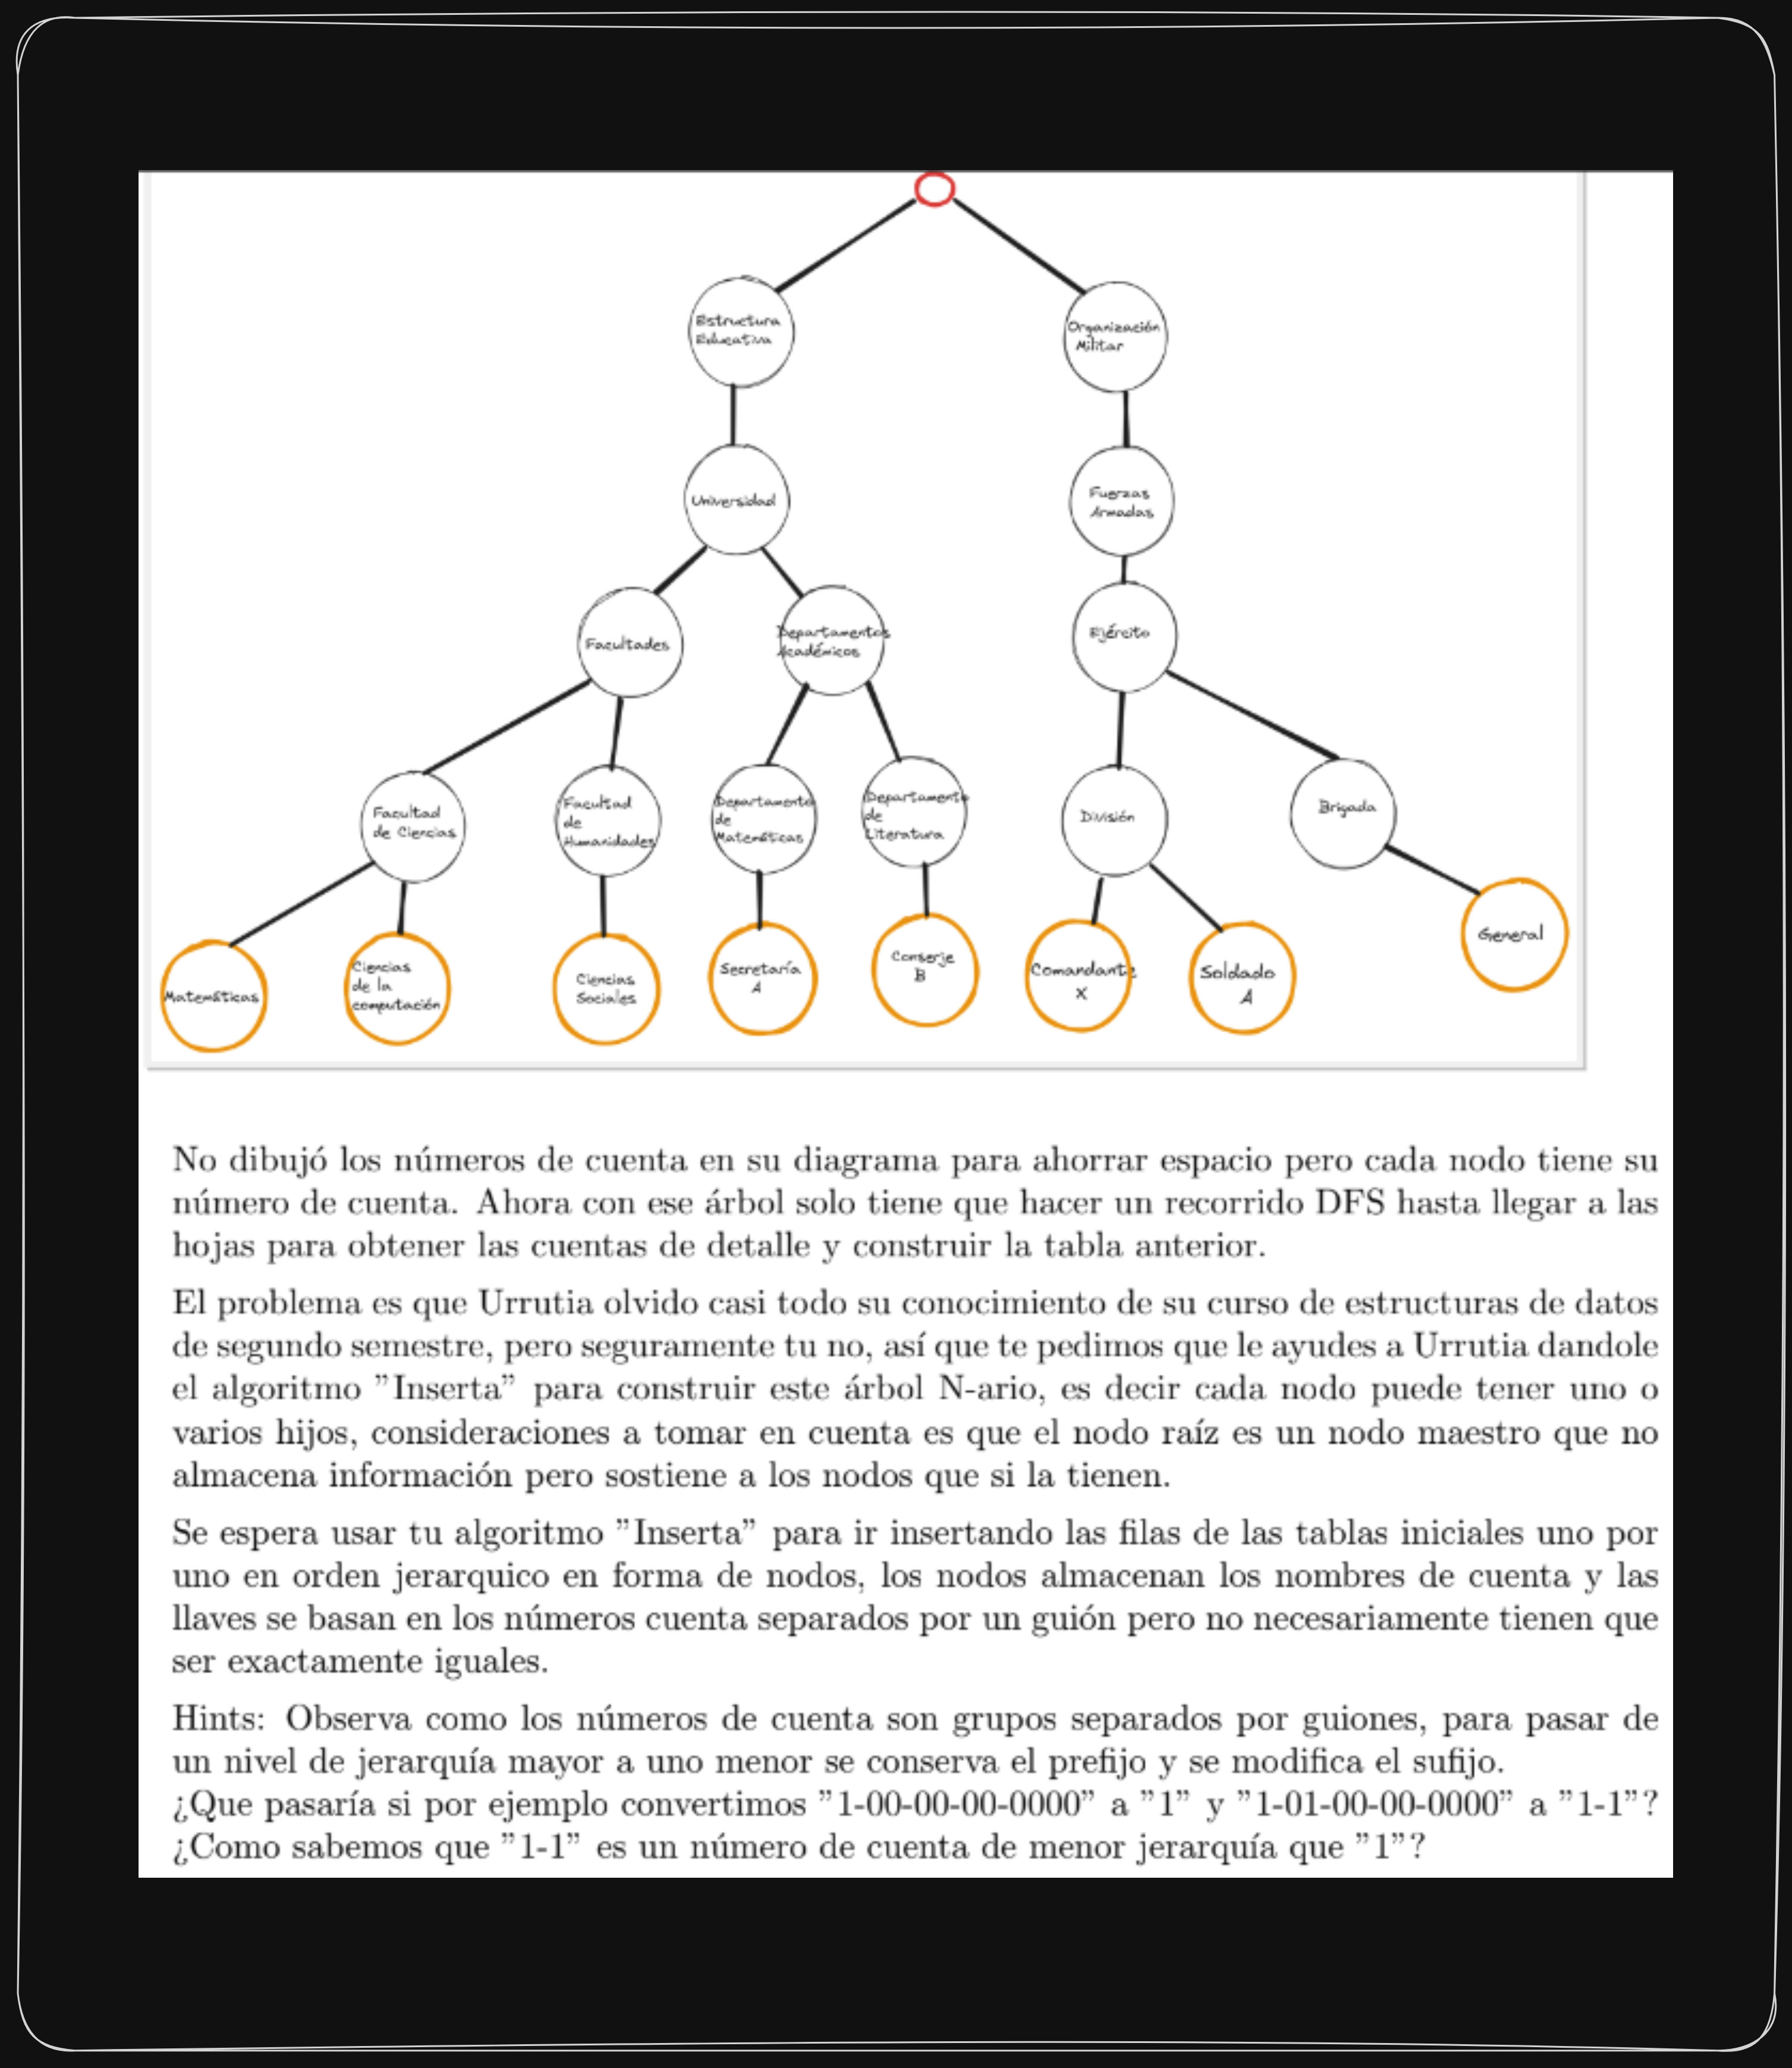 Estructura
Educativa
Organización
Militar
Universidad
Fuerzas
Armadas
Facultades
Departamentos
Académicos
Ejército
Facultad
de Ciencias
Facultad
de
Humanidades
Departamento
de
Matemáticas
Departamento
de
Literatura
División
Brigada
Matemáticas
Ciencias
de la
computación
Ciencias
Sociales
Secretaría
A
Conserje
B
Comandante
X
Soldado
A
General
No dibujó los números de cuenta en su diagrama para ahorrar espacio pero cada nodo tiene su
número de cuenta. Ahora con ese árbol solo tiene que hacer un recorrido DFS hasta llegar a las
hojas para obtener las cuentas de detalle y construir la tabla anterior.
El problema es que Urrutia olvido casi todo su conocimiento de su curso de estructuras de datos
de segundo semestre, pero seguramente tu no, así que te pedimos que le ayudes a Urrutia dandole
el algoritmo ”Inserta” para construir este árbol N-ario, es decir cada nodo puede tener uno o
varios hijos, consideraciones a tomar en cuenta es que el nodo raíz es un nodo maestro que no
almacena información pero sostiene a los nodos que si la tienen.
Se espera usar tu algoritmo ”Inserta” para ir insertando las filas de las tablas iniciales uno por
uno en orden jerarquico en forma de nodos, los nodos almacenan los nombres de cuenta y las
llaves se basan en los números cuenta separados por un guión pero no necesariamente tienen que
ser exactamente iguales.
Hints: Observa como los números de cuenta son grupos separados por guiones, para pasar de
un nivel de jerarquía mayor a uno menor se conserva el prefijo y se modifica el sufijo.
¿Que pasaría si por ejemplo convertimos ”1-00-00-00-0000” a ”1” y ”1-01-00-00-0000” a ”1-1”?
¿Como sabemos que ”1-1” es un número de cuenta de menor jerarquía que ”1”?